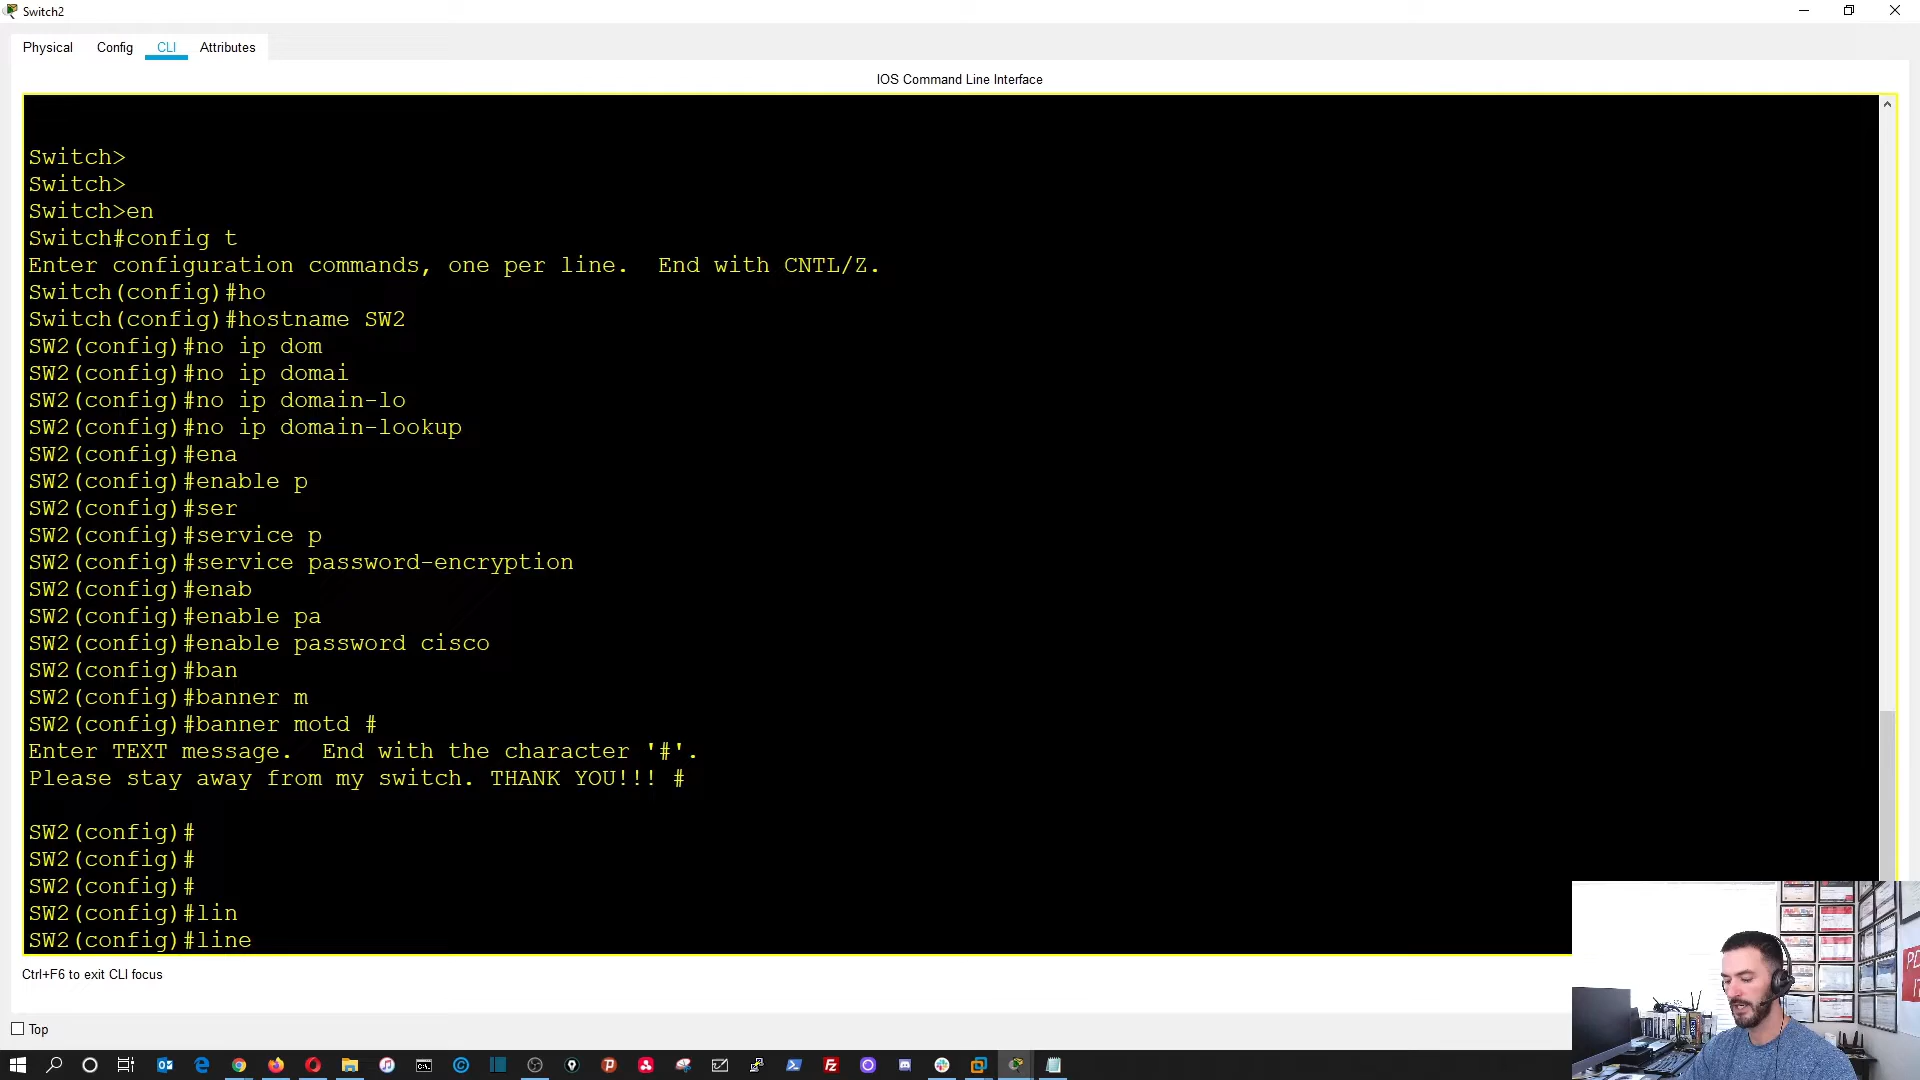 Switch2
Physical Config CLI Attributes
IOS Command Line Interface
Switch>
Switch>
Switch>en
Switch#config t
Enter configuration commands, one per line.  End with CNTL/Z.
Switch(config)#ho
Switch(config)#hostname SW2
SW2(config)#no ip dom
SW2(config)#no ip domai
SW2(config)#no ip domain-lo
SW2(config)#no ip domain-lookup
SW2(config)#ena
SW2(config)#enable p
SW2(config)#ser
SW2(config)#service p
SW2(config)#service password-encryption
SW2(config)#enab
SW2(config)#enable pa
SW2(config)#enable password cisco
SW2(config)#ban
SW2(config)#banner m
SW2(config)#banner motd #
Enter TEXT message.  End with the character '#'.
Please stay away from my switch. THANK YOU!!! #
SW2(config)#
SW2(config)#
SW2(config)#
SW2(config)#lin
SW2(config)#line
Ctrl+F6 to exit CLI focus
Top